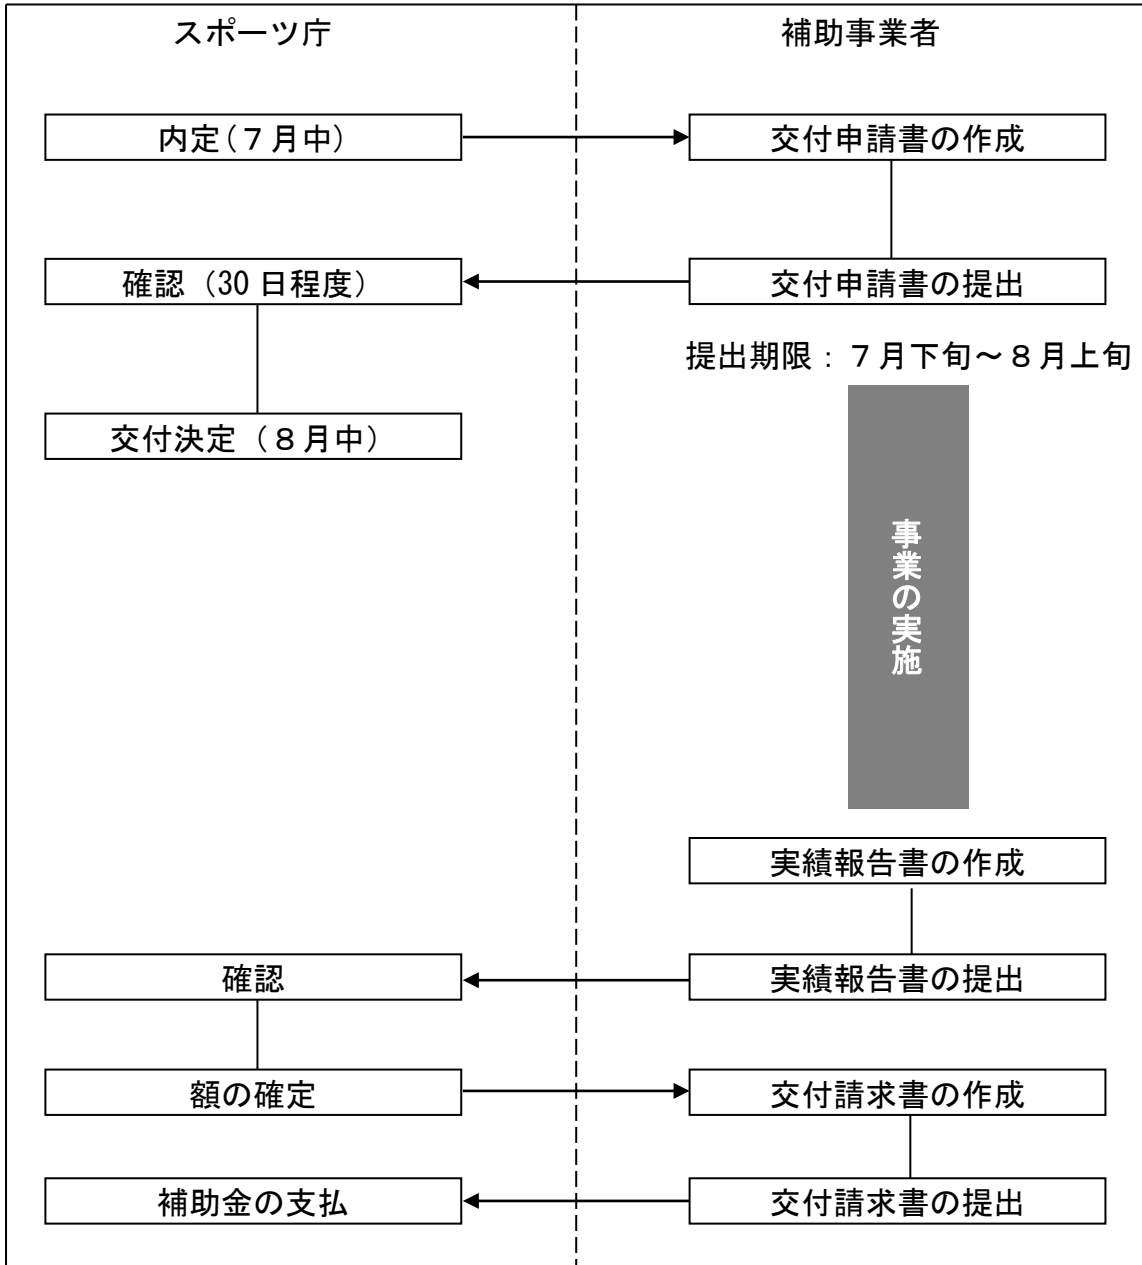 スポーツ庁
補助事業者
内定（７月中）
交付申請書の作成
確認（30日程度）
交付申請書の提出
提出期限：７月下旬～８月上旬
交付決定（８月中）
事業の実施
実績報告書の作成
確認
実績報告書の提出
額の確定
交付請求書の作成
補助金の支払
交付請求書の提出